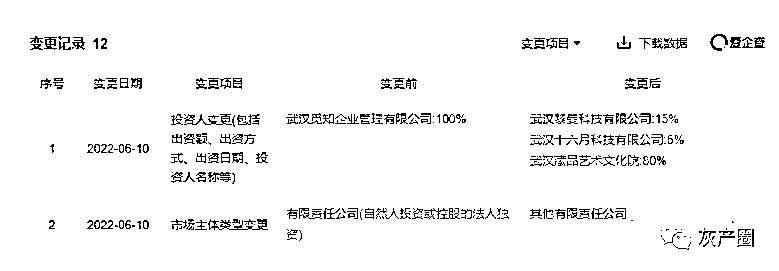 变更记录 12
变更项目 下载数据 爱企查
序号 变更日期 变更项目 变更前 变更后
1 2022-06-10 投资人变更(包括出资额、出资方式、出资日期、投资人名称等) 武汉觅知企业管理有限公司:100%
武汉 科技有限公司:15%
武汉十六月科技有限公司:5%
武汉 品艺术文化院:80%
2 2022-06-10 市场主体类型变更 有限责任公司(自然人投资或控股的法人独资) 其他有限责任公司
灰产圈